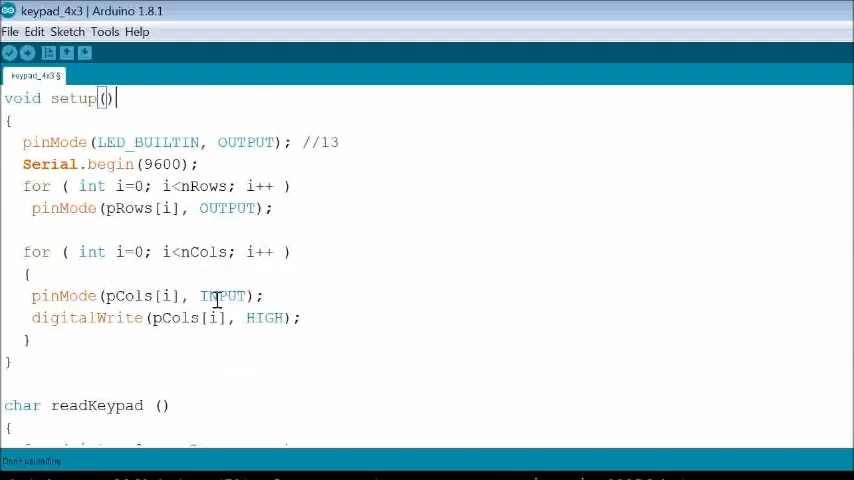 keypad_4x3 | Arduino 1.8.1
File Edit Sketch Tools Help
keypad_4x3 §
void setup()
{
pinMode(LED_BUILTIN, OUTPUT); //13
Serial.begin(9600);
for ( int i=0; i<nRows; i++ )
pinMode(pRows[i], OUTPUT);
for ( int i=0; i<nCols; i++ )
{
pinMode(pCols[i], INPUT);
digitalWrite(pCols[i], HIGH);
}
}
char readKeypad ()
{
Done uploading.